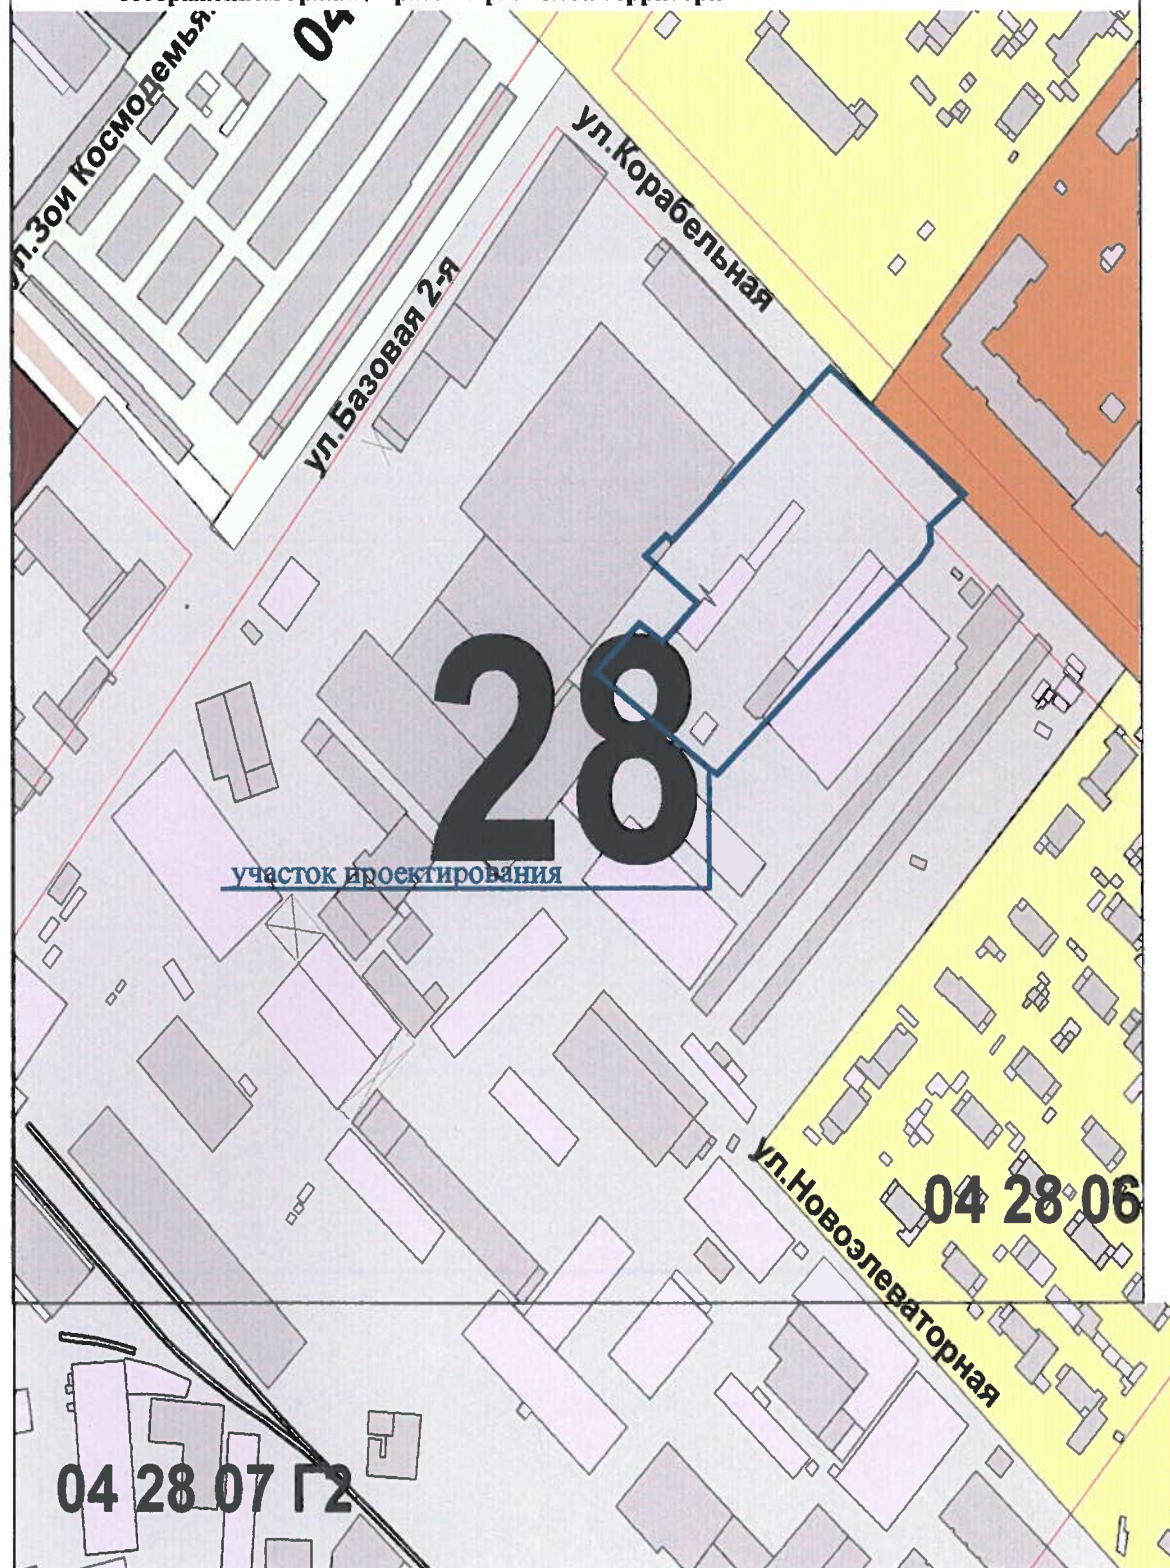 04
ул.Зои Космодемья
ул.Корабельная
ул.Базовая 2-я
28
участок проектирования
ул.Новоэлеваторная
04 28 06
04 28 07 Г2